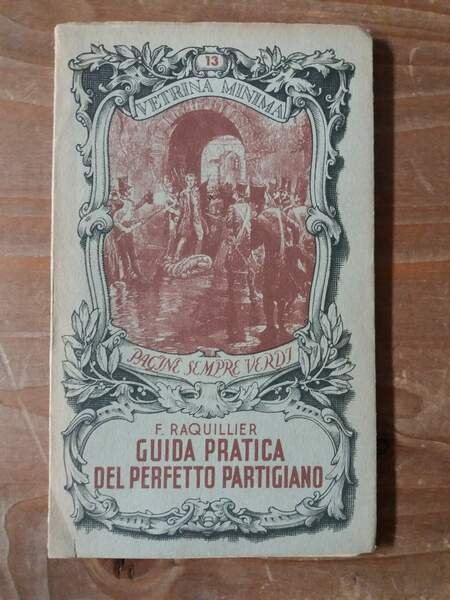 13
VETRINA MINIMA
PAGINE SEMPRE VERDI
F. RAQUILLIER
GUIDA PRATICA
DEL PERFETTO PARTIGIANO